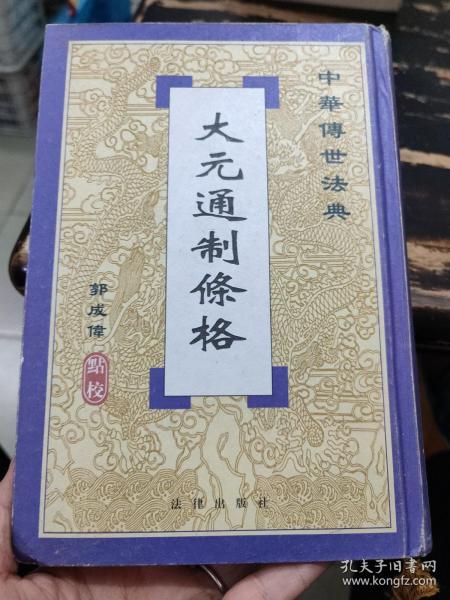 中華傳世法典
大元通制條格
郭成偉
點校
法律出版社
孔夫子旧书网
www.kongfz.com